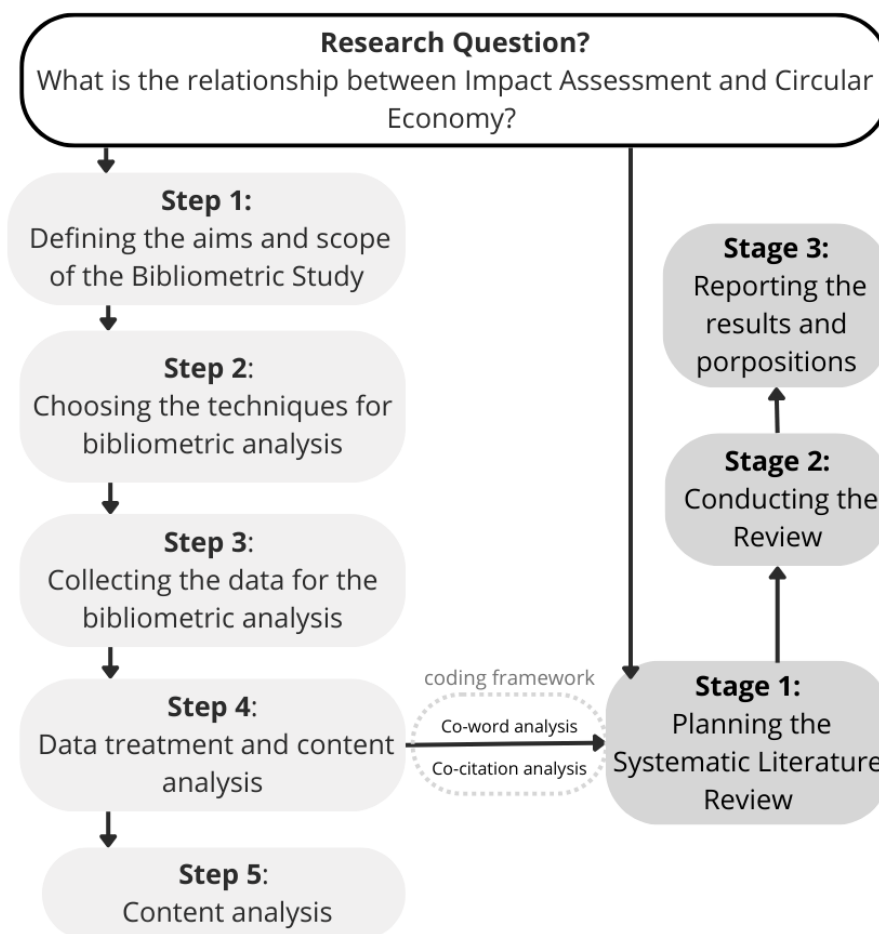 Research Question?
What is the relationship between Impact Assessment and Circular
Economy?
Step 1:
Defining the aims and scope
of the Bibliometric Study
Step 2:
Choosing the techniques for
bibliometric analysis
Step 3:
Collecting the data for the
bibliometric analysis
Step 4:
Data treatment and content
analysis
Step 5:
Content analysis
coding framework
Co-word analysis
Co-citation analysis
Stage 1:
Planning the
Systematic Literature
Review
Stage 2:
Conducting the
Review
Stage 3:
Reporting the
results and
porpositions